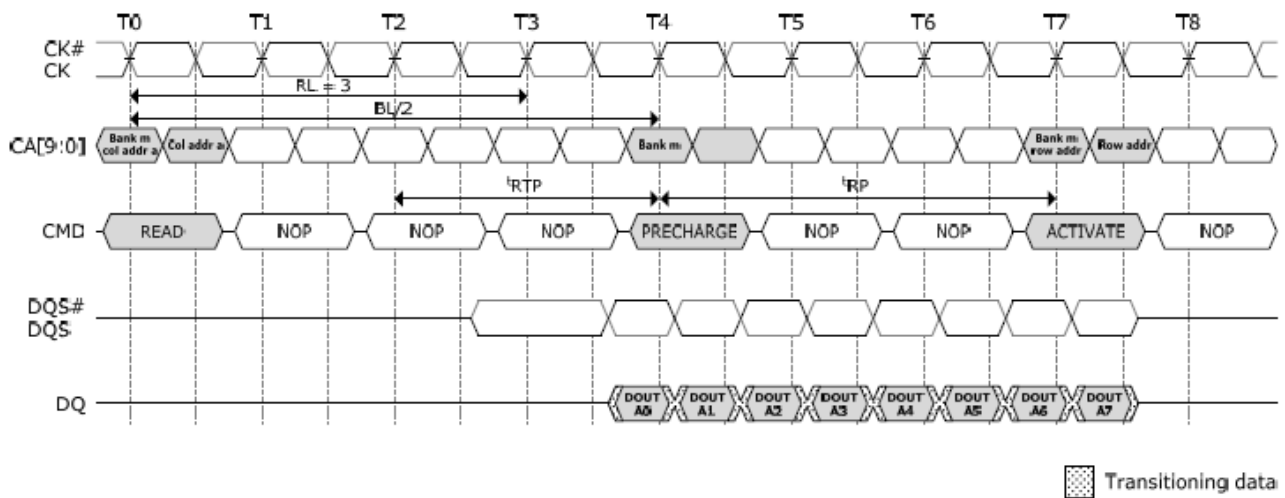 T0 T1 T2 T3 T4 T5 T6 T7 T8
CK#
CK
RL = 3
BL/2
CA[9:0]
Bank m
col addr a
Col addr a
Bank m
Bank m
row addr
Row addr
tRTP
tRP
CMD
READ NOP NOP NOP PRECHARGE NOP NOP ACTIVATE NOP
DQS#
DQS
DQ
DOUT
A0
DOUT
A1
DOUT
A2
DOUT
A3
DOUT
A4
DOUT
A5
DOUT
A6
DOUT
A7
Transitioning data